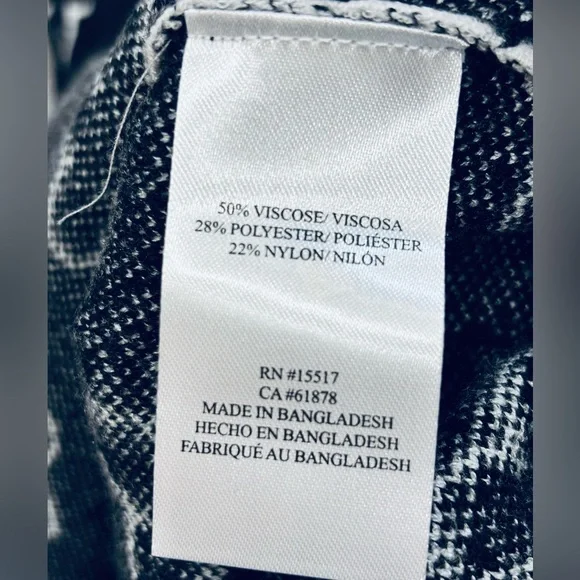 50% VISCOSE/ VISCOSA
28% POLYESTER/ POLIÉSTER
22% NYLON/ NILÓN
RN #15517
CA #61878
MADE IN BANGLADESH
HECHO EN BANGLADESH
FABRIQUÉ AU BANGLADESH